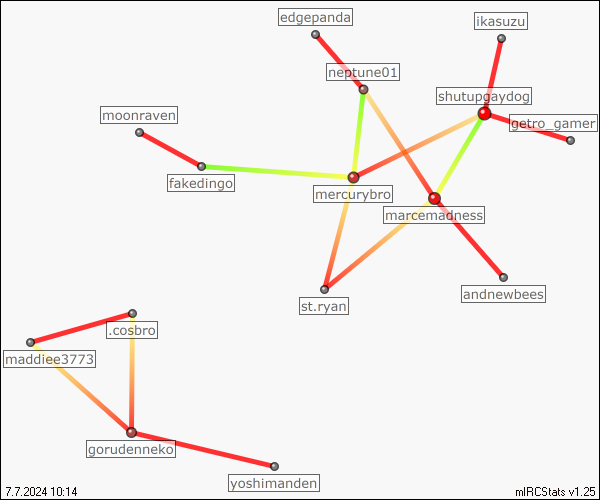 edgepanda
ikasuzu
neptune01
shutupgaydog
moonraven
getro_gamer
fakedingo
mercurybro
marcemadness
andnewbees
st.ryan
.cosbro
maddiee3773
gorudenneko
yoshimanden
7.7.2024 10:14
mIRCStats v1.25